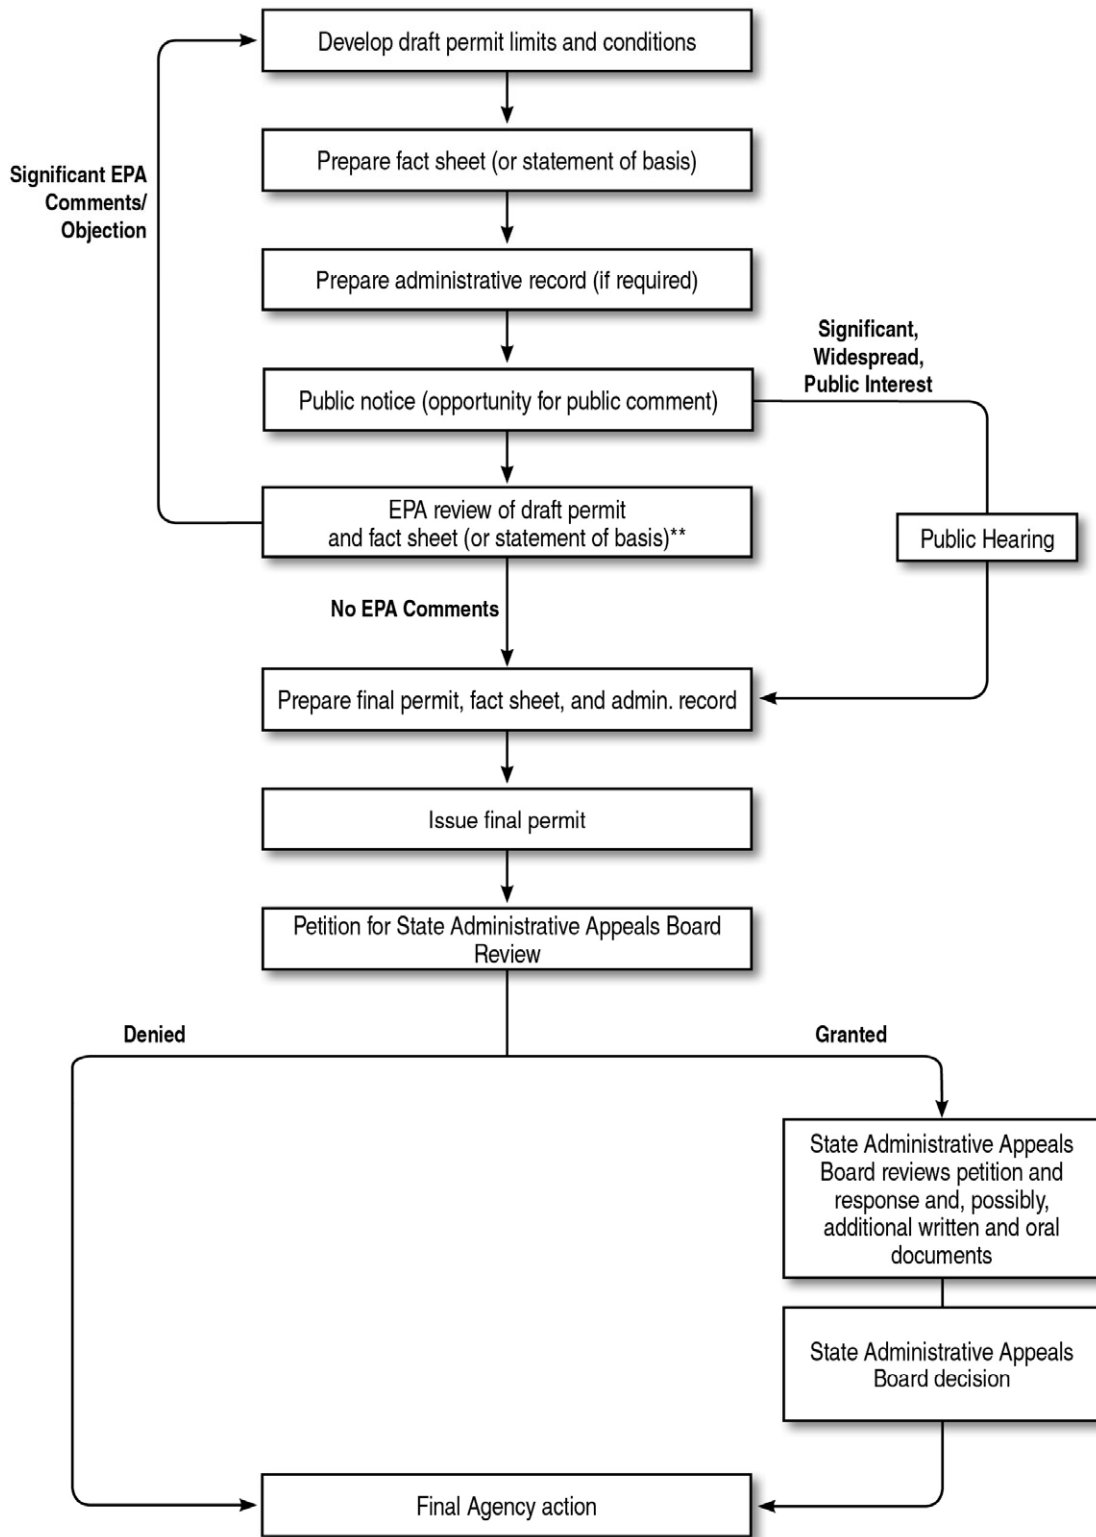 Develop draft permit limits and conditions
Prepare fact sheet (or statement of basis)
Significant EPA
Comments/
Objection
Prepare administrative record (if required)
Significant,
Widespread,
Public Interest
Public notice (opportunity for public comment)
EPA review of draft permit
and fact sheet (or statement of basis)**
Public Hearing
No EPA Comments
Prepare final permit, fact sheet, and admin. record
Issue final permit
Petition for State Administrative Appeals Board
Review
Denied
Granted
State Administrative Appeals
Board reviews petition and
response and, possibly,
additional written and oral
documents
State Administrative Appeals
Board decision
Final Agency action